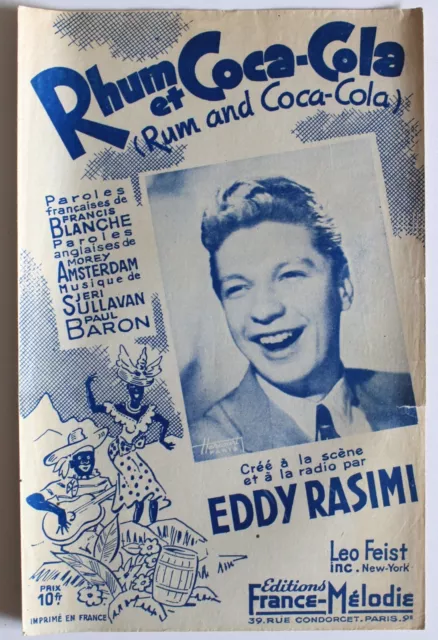 Rhum et Coca-Cola
(Rum and Coca-Cola)
Paroles
françaises de
FRANCIS
BLANCHE
Paroles
anglaises de
MOREY
AMSTERDAM
Musique de
JERI
SULLAVAN
PAUL
BARON
PARIS
Créé à la scène
et à la radio par
EDDY RASIMI
Leo Feist
inc. New-York
PRIX
10fr
Editions
France-Mélodie
IMPRIMÉ EN FRANCE
39. RUE CONDORCET. PARIS. 9e